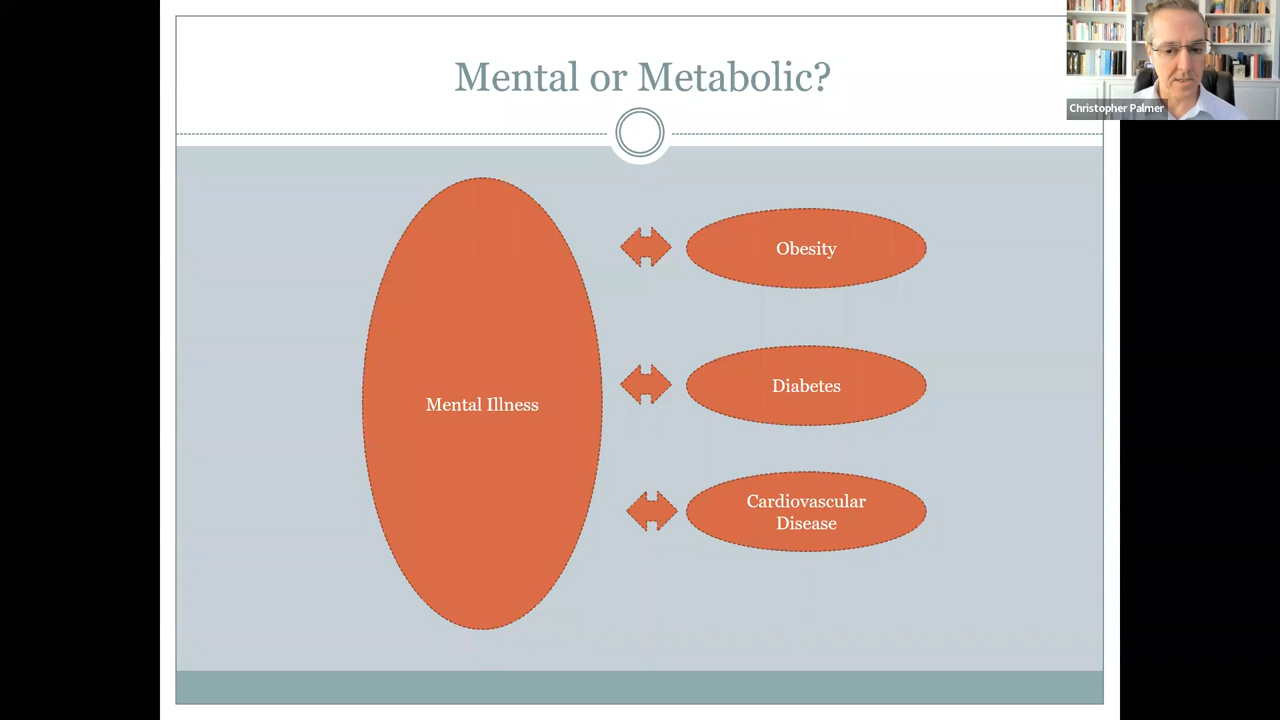 Mental or Metabolic?
Christopher Palmer
Mental Illness
Obesity
Diabetes
Cardiovascular
Disease